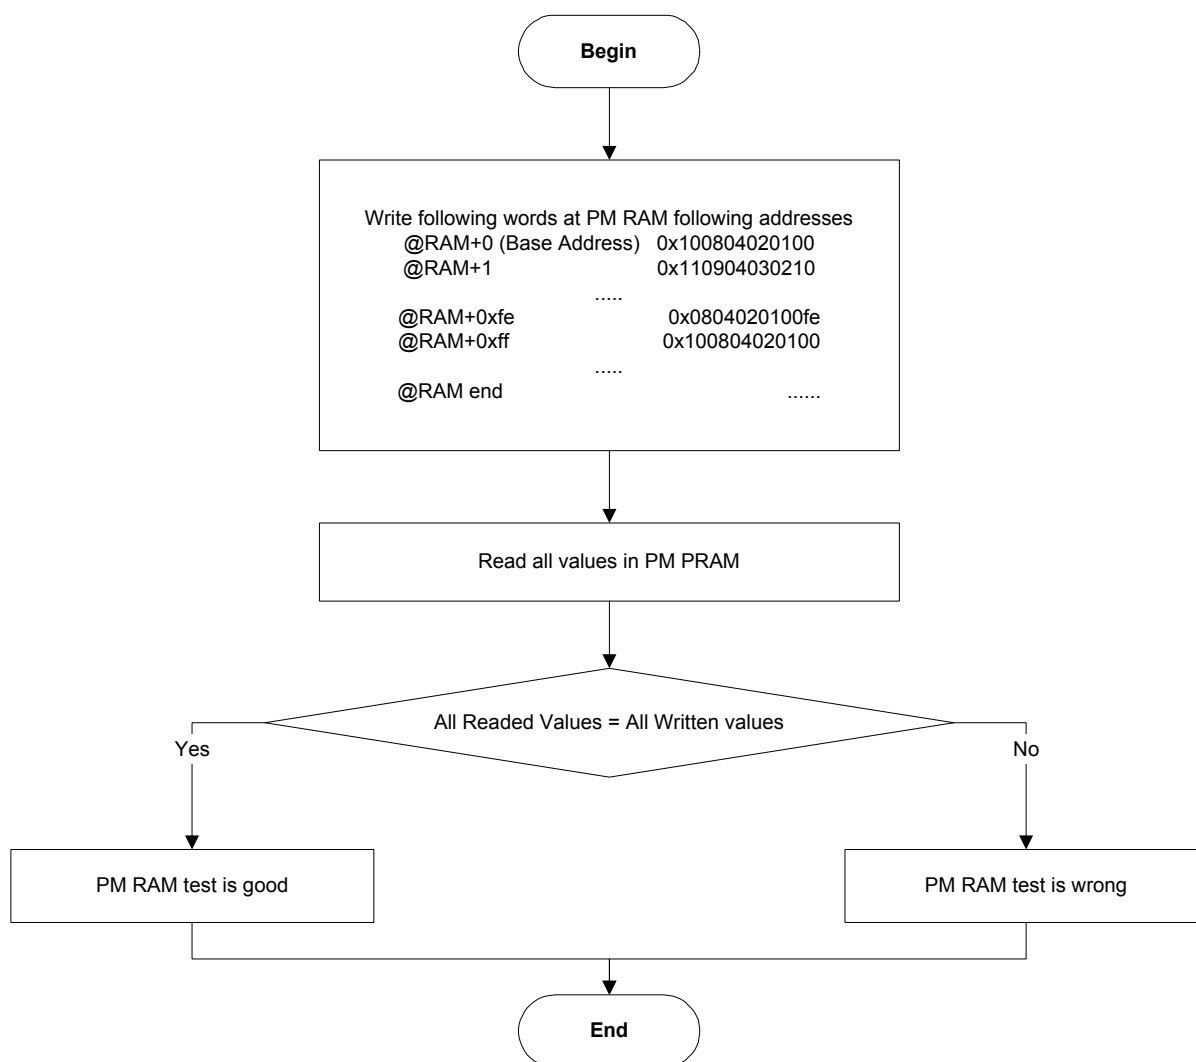 Begin
Write following words at PM RAM following addresses
@RAM+0 (Base Address) 0x100804020100
@RAM+1 0x110904030210
.....
@RAM+0xfe 0x0804020100fe
@RAM+0xff 0x100804020100
.....
@RAM end ......
Read all values in PM PRAM
All Readed Values = All Written values
Yes
No
PM RAM test is good
PM RAM test is wrong
End